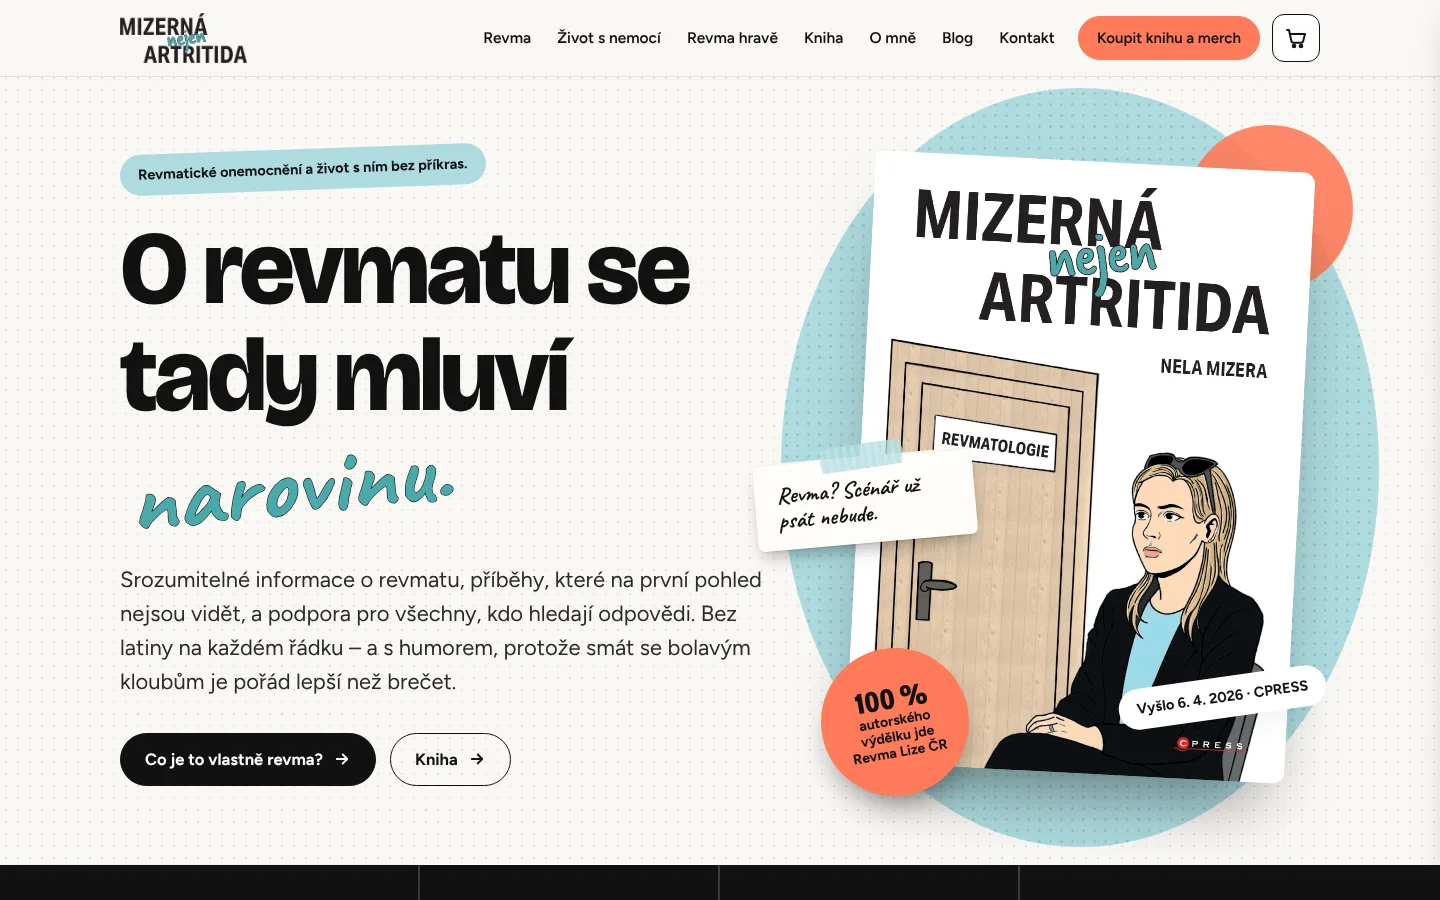 MIZERNÁ
nejen
ARTRITIDA
Revma
Život s nemocí
Revma hravě
Kniha
O mně
Blog
Kontakt
Koupit knihu a merch
Revmatické onemocnění a život s ním bez příkras.
O revmatu se
tady mluví
narovinu.
Srozumitelné informace o revmatu, příběhy, které na první pohled
nejsou vidět, a podpora pro všechny, kdo hledají odpovědi. Bez
latiny na každém řádku – a s humorem, protože smát se bolavým
kloubům je pořád lepší než brečet.
Co je to vlastně revma? →
Kniha →
MIZERNÁ
nejen
ARTRITIDA
NELA MIZERA
REVMATOLOGIE
Revma? Scénář už
psát nebude.
100 %
autorského
výdělku jde
Revma Lize ČR
Vyšlo 6. 4. 2026 · CPRESS
CPRESS